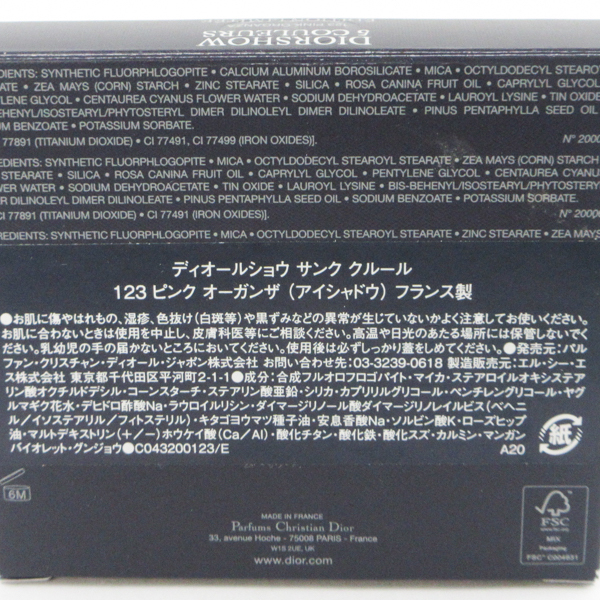 DIORSHOW
5 COULEURS
EDIENTS: SYNTHETIC FLUORPHLOGOPITE • CALCIUM ALUMINUM BOROSILICATE • MICA • OCTYLDODECYL STEAROY
ATE • ZEA MAYS (CORN) STARCH • ZINC STEARATE • SILICA • ROSA CANINA FRUIT OIL • CAPRYLYL GLYCOL
YLENE GLYCOL • CENTAUREA CYANUS FLOWER WATER • SODIUM DEHYDROACETATE • LAUROYL LYSINE • TIN OXIDE
BEHENYL/ISOSTEARYL/PHYTOSTERYL DIMER DILINOLEYL DIMER DILINOLEATE • PINUS PENTAPHYLLA SEED OIL
UM BENZOATE • POTASSIUM SORBATE.
77891 (TITANIUM DIOXIDE) • CI 77491, CI 77499 (IRON OXIDES)]. N° 2000
EDIENTS: SYNTHETIC FLUORPHLOGOPITE • MICA • OCTYLDODECYL STEAROYL STEARATE • ZEA MAYS (CORN) STARCH
STEARATE • SILICA • ROSA CANINA FRUIT OIL • CAPRYLYL GLYCOL • PENTYLENE GLYCOL • CENTAUREA CYANUS
WER WATER • SODIUM DEHYDROACETATE • TIN OXIDE • LAUROYL LYSINE • BIS-BEHENYL/ISOSTEARYL/PHYTOSTERY
ER DILINOLEYL DIMER DILINOLEATE • PINUS PENTAPHYLLA SEED OIL • SODIUM BENZOATE • POTASSIUM SORBATE.
77891 (TITANIUM DIOXIDE) • CI 77491 (IRON OXIDES)]. N° 20000
REDIENTS: SYNTHETIC FLUORPHLOGOPITE • MICA • OCTYLDODECYL STEAROYL STEARATE • ZINC STEARATE • ZEA MAYS
ディオールショウ サンク クルール
123 ピンク オーガンザ (アイシャドウ) フランス製
●お肌に傷やはれもの、湿疹、色抜け(白斑等)や黒ずみなどの異常が生じていないかよく注意してお使いください。
お肌に合わないときは使用を中止し、皮膚科医等にご相談ください。高温や日光のあたる場所には保管しないでく
ださい。乳幼児の手の届かないところにおいてください。使用後は必ずしっかり蓋をしめてください。●発売元:パル
ファン・クリスチャン・ディオール・ジャポン株式会社 お問い合わせ先:03-3239-0618 製造販売元:エル・シー・エ
ス株式会社 東京都千代田区平河町2-1-1●成分:合成フルオロフロゴパイト・マイカ・ステアロイルオキシステア
リン酸オクチルドデシル・コーンスターチ・ステアリン酸亜鉛・シリカ・カプリリルグリコール・ペンチレングリコール・ヤグ
ルマギク花水・デヒドロ酢酸Na・ラウロイルリシン・ダイマージリノール酸ダイマージリノレイルビス(ベヘニ
ル/イソステアリル/フィトステリル)・キタゴヨウマツ種子油・安息香酸Na・ソルビン酸K・ローズヒップ
油・マルトデキストリン(+/-)ホウケイ酸(Ca/Al)・酸化チタン・酸化鉄・酸化スズ・カルミン・マンガン
バイオレット・グンジョウ●C043200123/E
A20
紙
6M
MADE IN FRANCE
Parfums Christian Dior
33, avenue Hoche - 75008 PARIS - France
W1S 2UE, UK
www.dior.com
FSC
MIX
Packaging
FSC® C004931